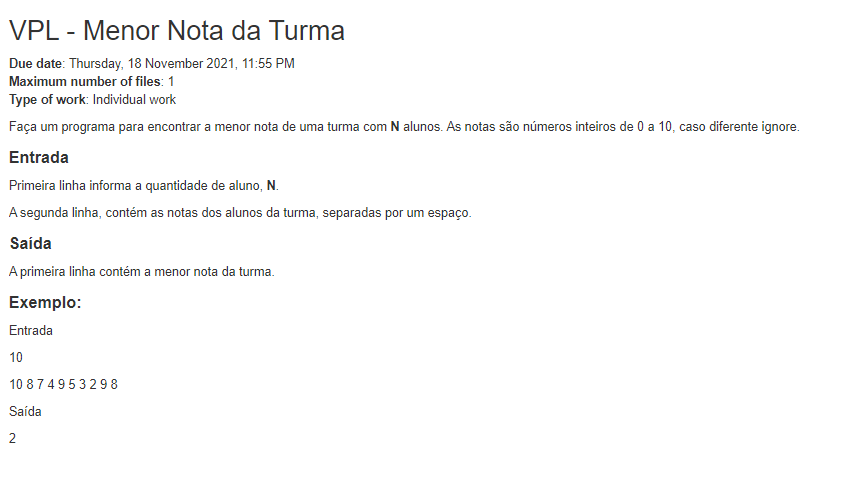 VPL - Menor Nota da Turma
Due date: Thursday, 18 November 2021, 11:55 PM
Maximum number of files: 1
Type of work: Individual work
Faça um programa para encontrar a menor nota de uma turma com N alunos. As notas são números inteiros de 0 a 10, caso diferente ignore.
Entrada
Primeira linha informa a quantidade de aluno, N.
A segunda linha, contém as notas dos alunos da turma, separadas por um espaço.
Saída
A primeira linha contém a menor nota da turma.
Exemplo:
Entrada
10
10 8 7 4 9 5 3 2 9 8
Saída
2